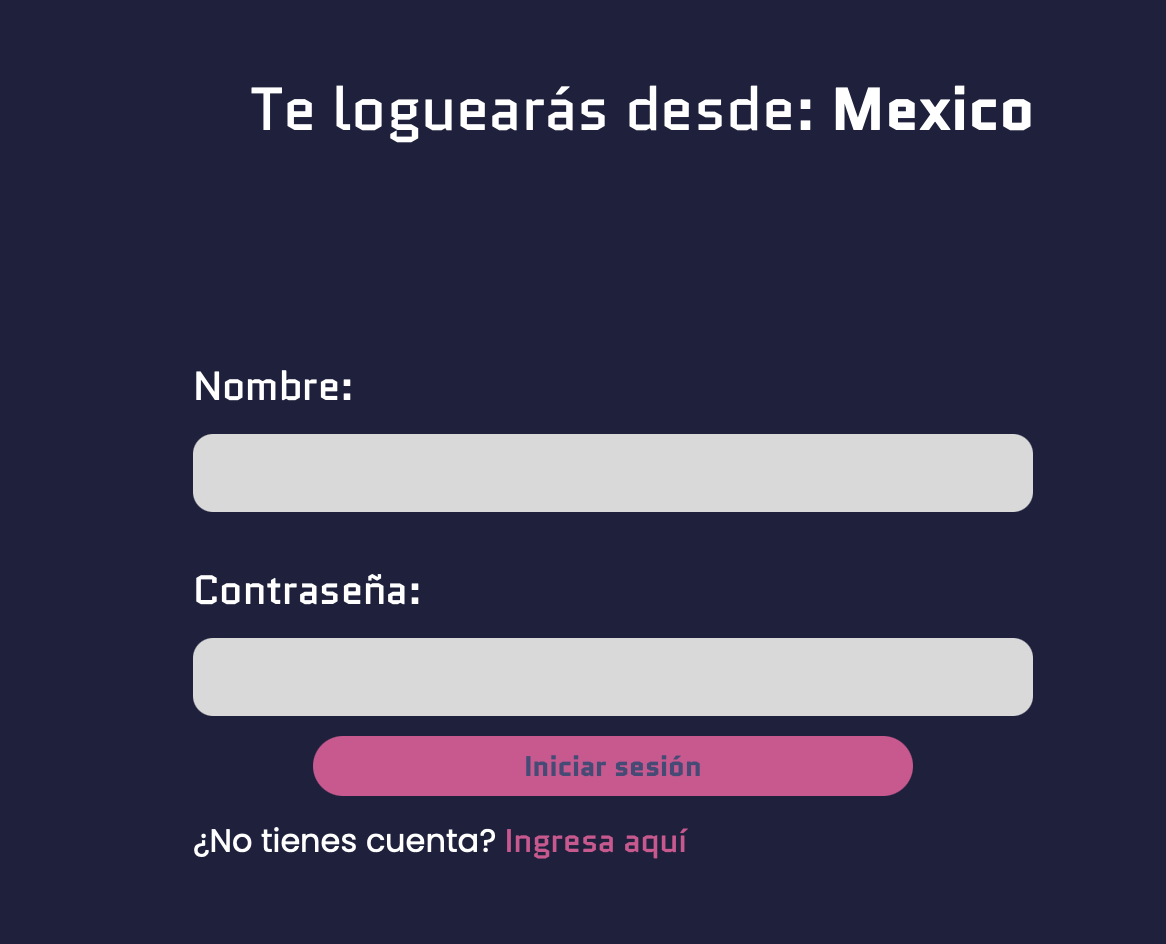 Te loguearás desde: Mexico
Nombre:
Contraseña:
Iniciar sesión
¿No tienes cuenta? Ingresa aquí